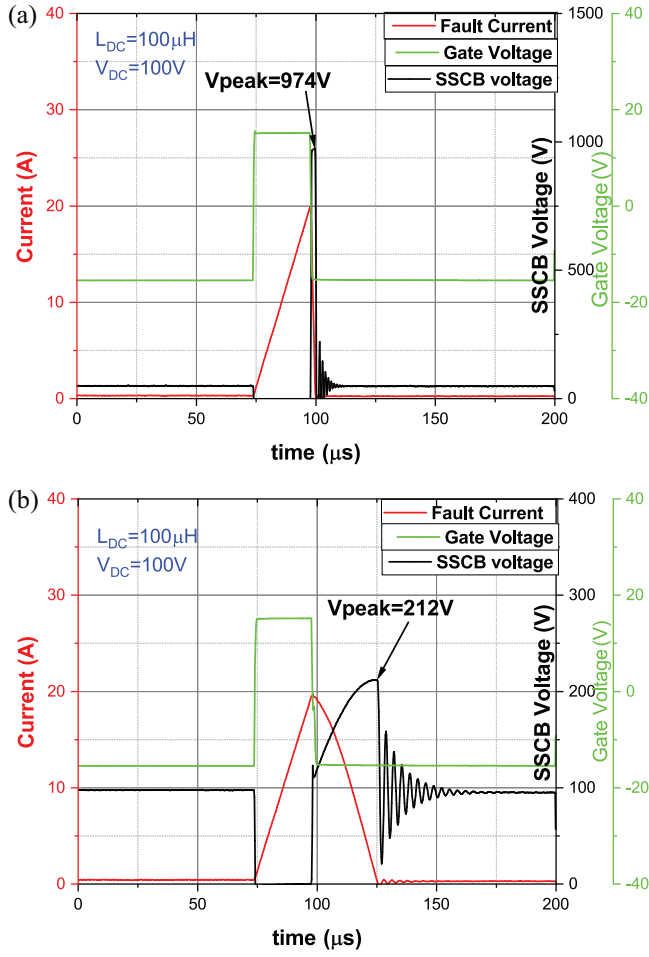 (a)
40
30
20
10
0
Current (A)
L_DC=100μH
V_DC=100V
Vpeak=974V
Fault Current
Gate Voltage
SSCB voltage
1500
1000
500
0
SSCB Voltage (V)
40
20
0
-20
-40
Gate Voltage (V)
0
50
100
150
200
time (μs)
(b)
40
30
20
10
0
Current (A)
L_DC=100μH
V_DC=100V
Vpeak=212V
Fault Current
Gate Voltage
SSCB voltage
400
300
200
100
0
SSCB Voltage (V)
40
20
0
-20
-40
Gate Voltage (V)
0
50
100
150
200
time (μs)